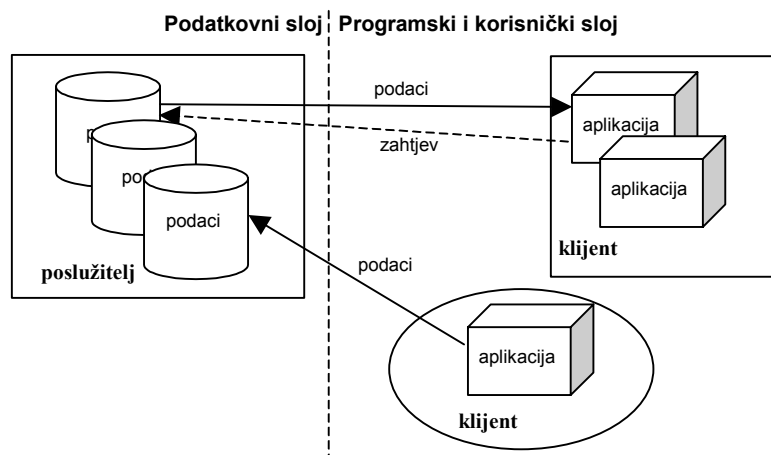 Podatkovni sloj
Programski i korisnički sloj
podaci
zahtjev
podaci
poslužitelj
aplikacija
aplikacija
klijent
podaci
aplikacija
klijent